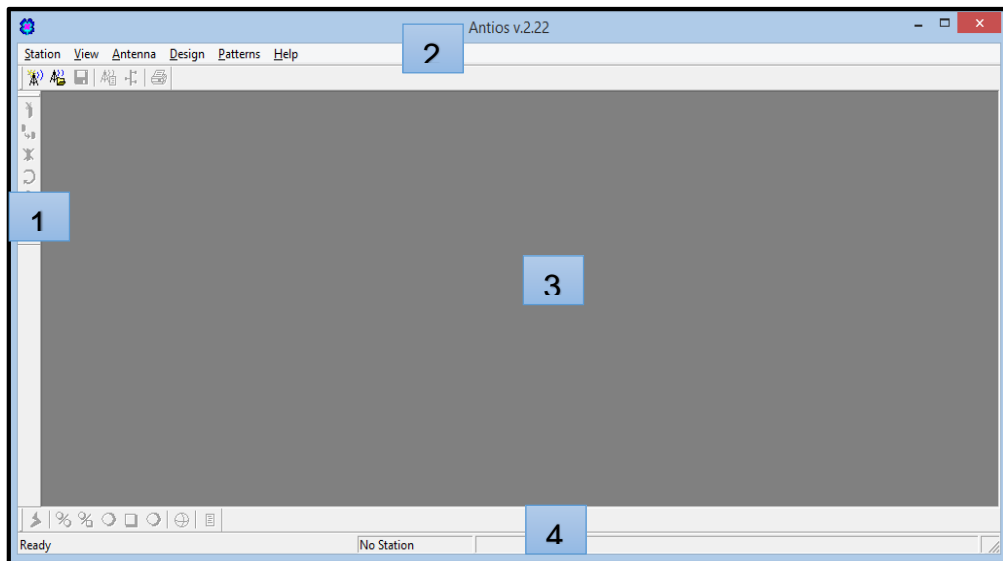 Antios v.2.22
Station View Antenna Design Patterns Help
2
1
3
4
Ready No Station